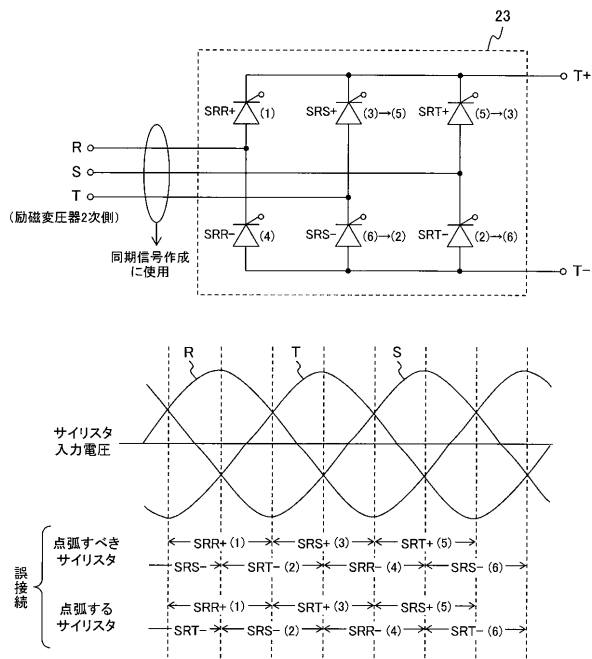 23
T+
SRR+ (1) SRS+ (3)→(5) SRT+ (5)→(3)
R
S
T
(励磁変圧器2次側)
SRR- (4) SRS- (6)→(2) SRT- (2)→(6)
同期信号作成
に使用
T-
R T S
サイリスタ
入力電圧
誤接続
点弧すべき
サイリスタ
SRR+ (1) SRS+ (3) SRT+ (5)
SRS- SRT- (2) SRR- (4) SRS- (6)
点弧する
サイリスタ
SRR+ (1) SRT+ (3) SRS+ (5)
SRT- SRS- (2) SRR- (4) SRT- (6)